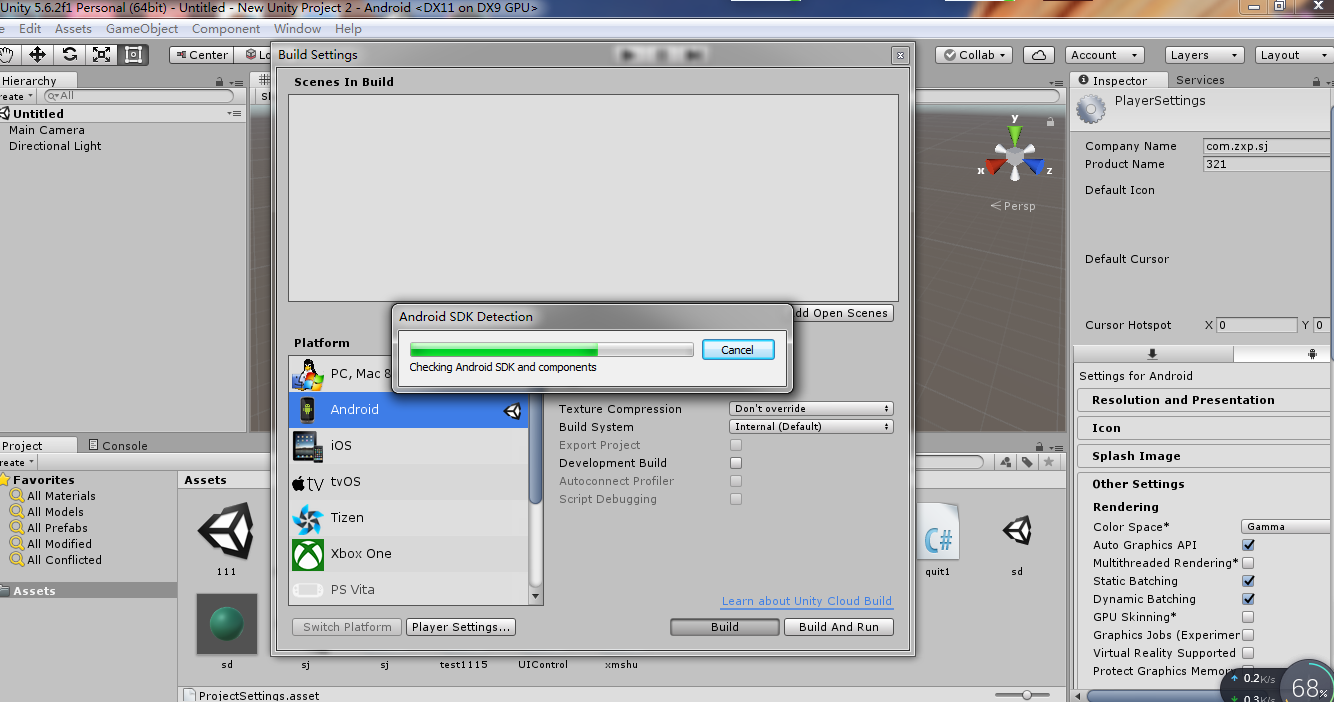 Unity 5.6.2f1 Personal (64bit) - Untitled - New Unity Project 2 - Android <DX11 on DX9 GPU>
Edit Assets GameObject Component Window Help
Center
Collab
Account
Layers
Layout
Build Settings
Scenes In Build
Hierarchy
All
Untitled
Main Camera
Directional Light
y
x
z
Persp
Inspector
Services
PlayerSettings
Company Name com.zxp.sj
Product Name 321
Default Icon
Default Cursor
Cursor Hotspot X 0 Y 0
Settings for Android
Resolution and Presentation
Icon
Splash Image
Other Settings
Rendering
Color Space* Gamma
Auto Graphics API
Multithreaded Rendering*
Static Batching
Dynamic Batching
GPU Skinning*
Graphics Jobs (Experimen
Virtual Reality Supported
Protect Graphics Memor
Android SDK Detection
Cancel
Checking Android SDK and components
dd Open Scenes
Platform
PC, Mac &
Android
iOS
tvOS
Tizen
Xbox One
PS Vita
Texture Compression Don't override
Build System Internal (Default)
Export Project
Development Build
Autoconnect Profiler
Script Debugging
Learn about Unity Cloud Build
Switch Platform
Player Settings...
Build
Build And Run
Project
Console
reate
Favorites
All Materials
All Models
All Prefabs
All Modified
All Conflicted
Assets
Assets
111
C#
quit1
sd
sd
sj
sj
test1115
UIControl
xmshu
ProjectSettings.asset
0.2K/s
0.3K/s
68%